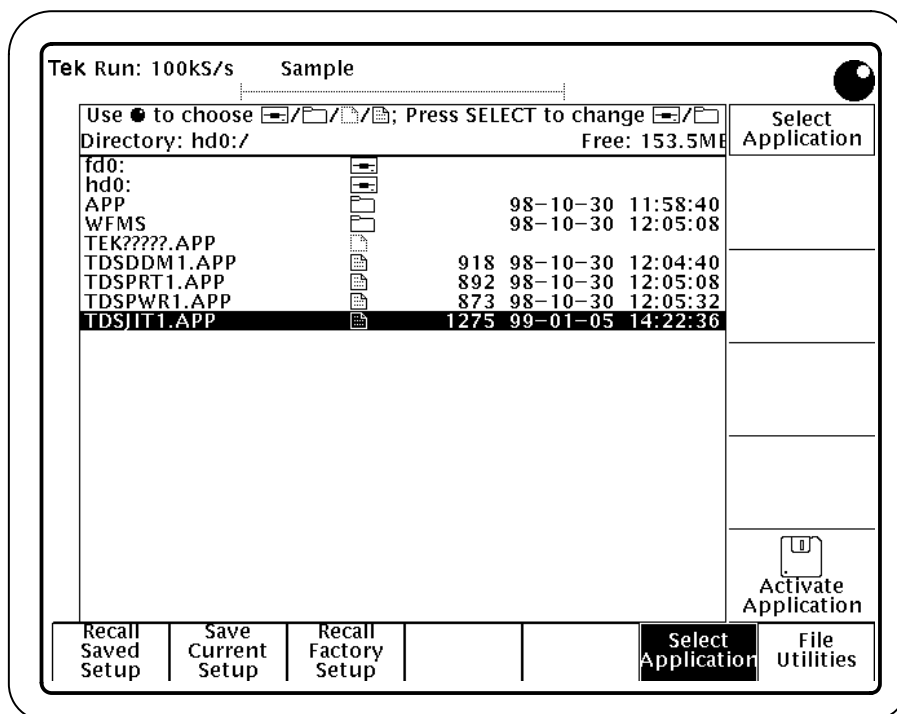 Tek Run: 100kS/s Sample
Use to choose / / / ; Press SELECT to change /
Directory: hd0:/ Free: 153.5ME
Select
Application
fd0:
hd0:
APP 98-10-30 11:58:40
WFMS 98-10-30 12:05:08
TEK?????.APP
TDSDDM1.APP 918 98-10-30 12:04:40
TDSPRT1.APP 892 98-10-30 12:05:08
TDSPWR1.APP 873 98-10-30 12:05:32
TDSJIT1.APP 1275 99-01-05 14:22:36
Activate
Application
Recall
Saved
Setup
Save
Current
Setup
Recall
Factory
Setup
Select
Application
File
Utilities